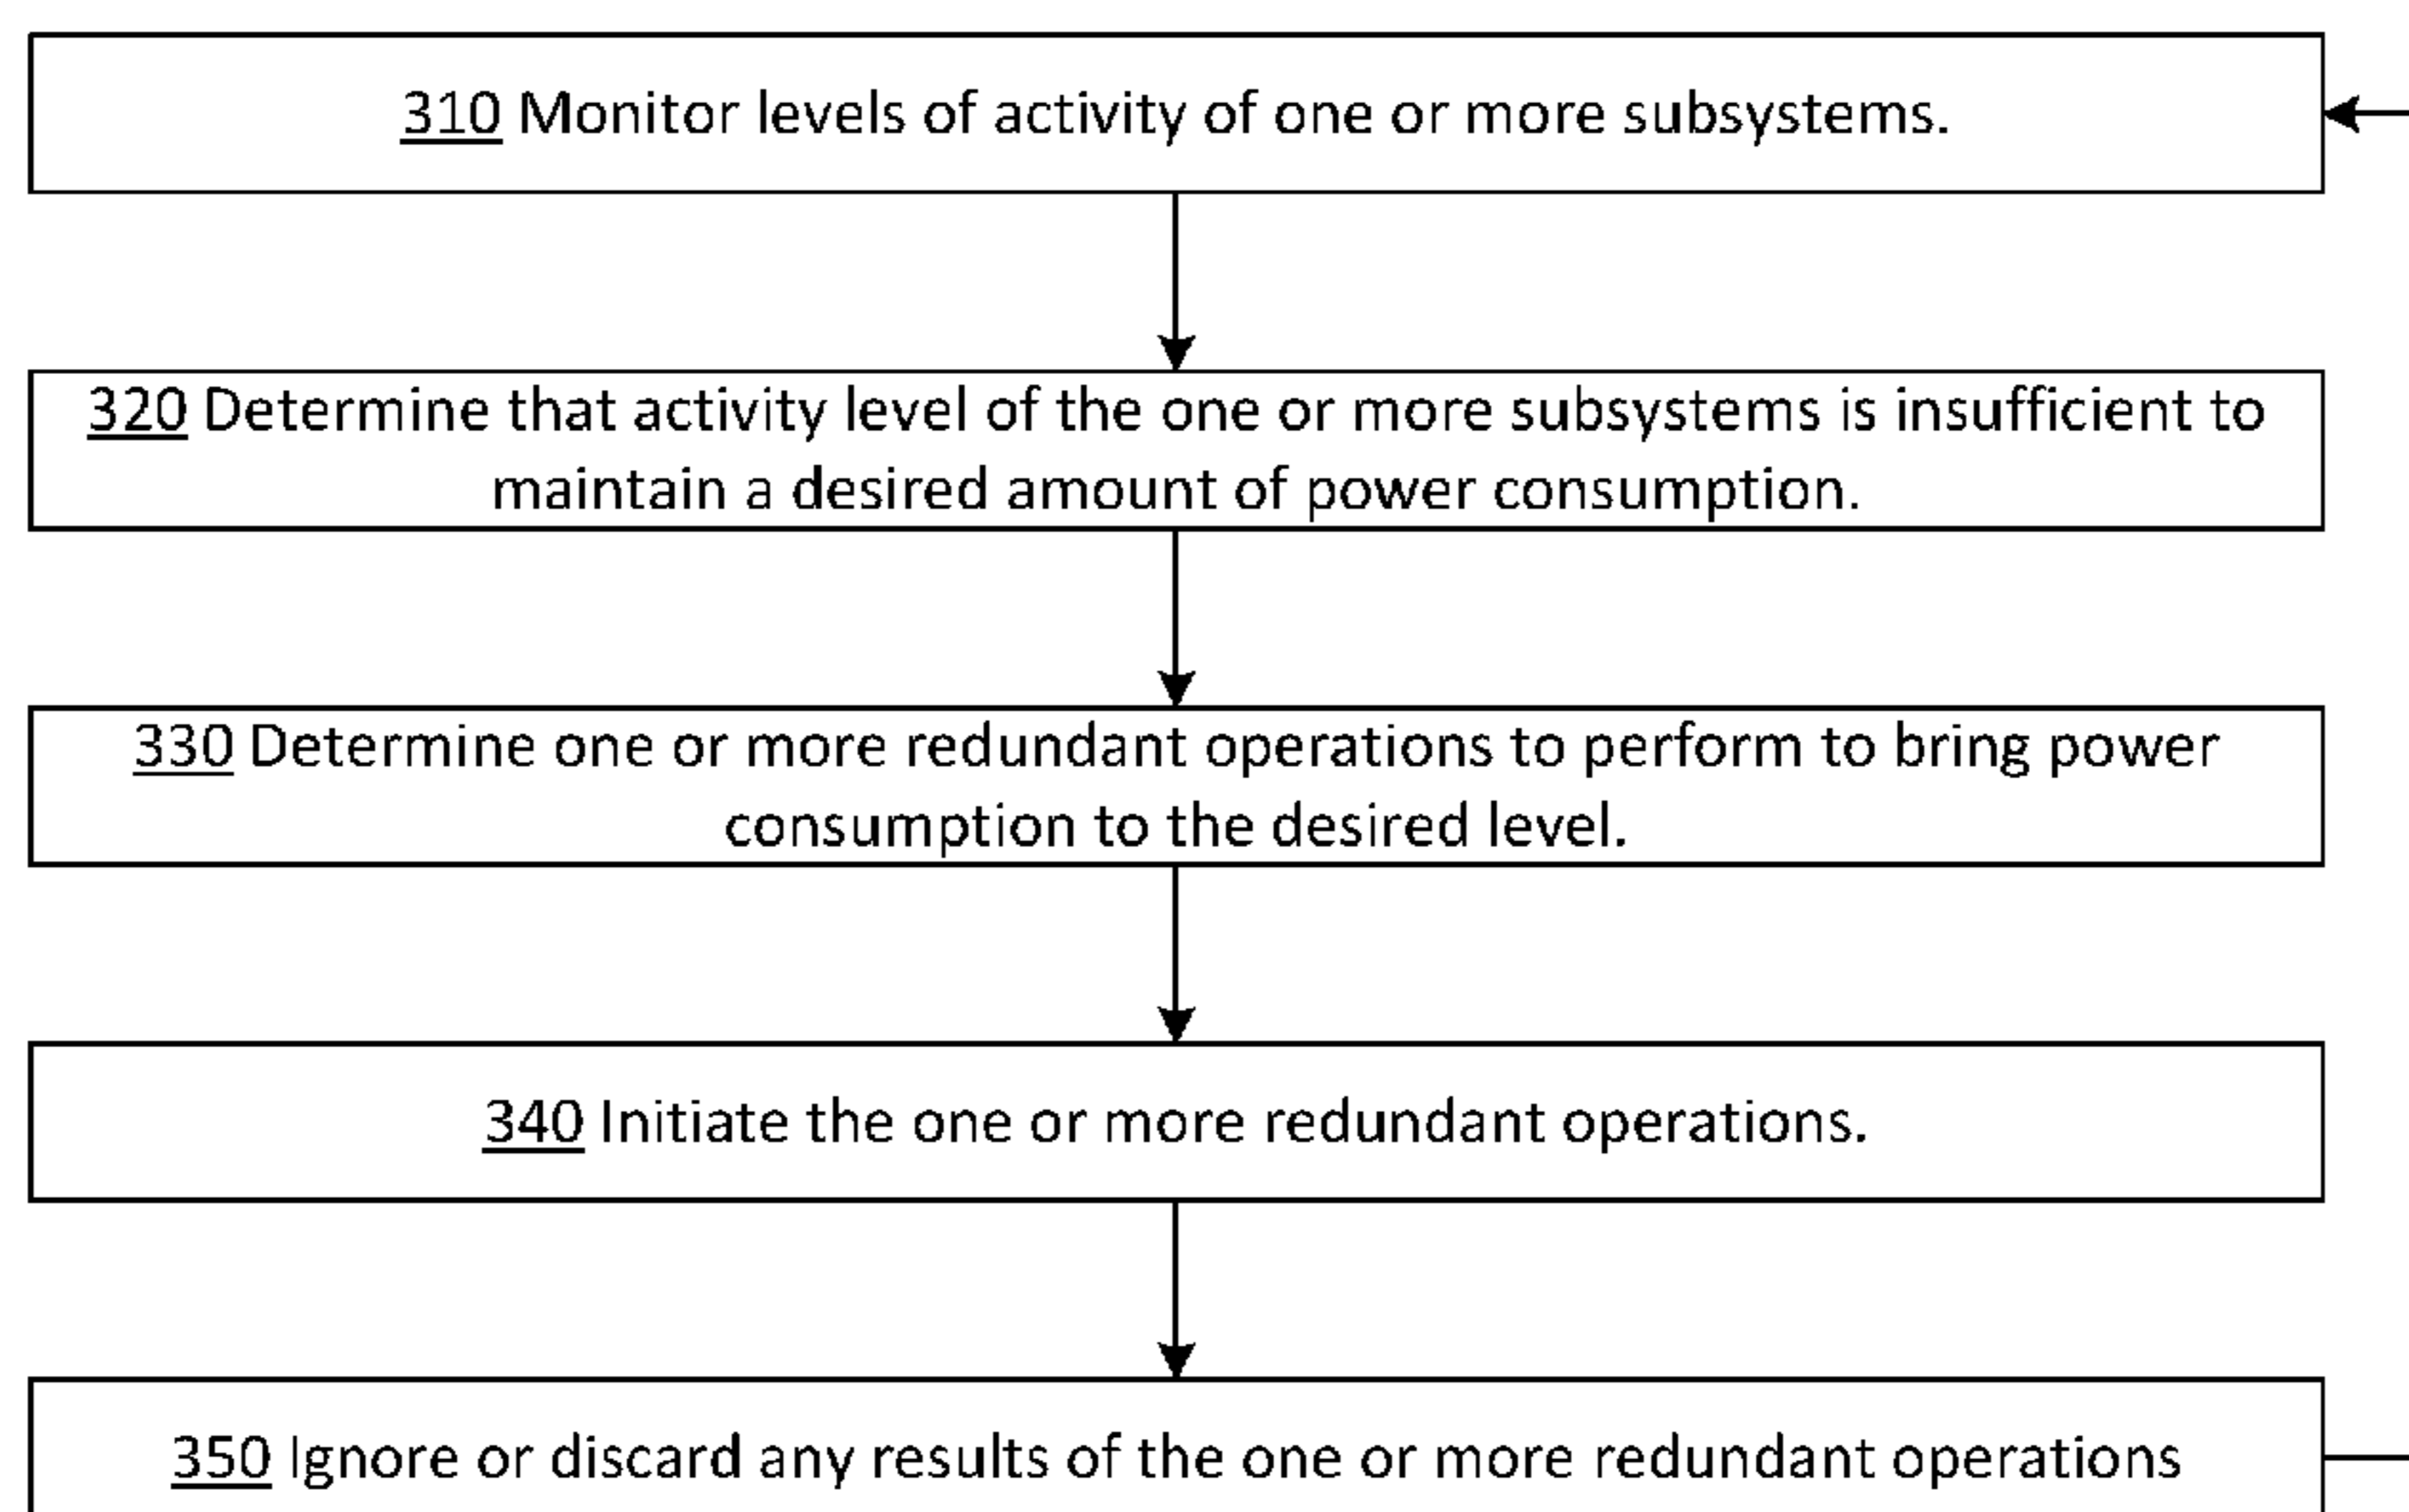 310 Monitor levels of activity of one or more subsystems.
320 Determine that activity level of the one or more subsystems is insufficient to
maintain a desired amount of power consumption.
330 Determine one or more redundant operations to perform to bring power
consumption to the desired level.
340 Initiate the one or more redundant operations.
350 Ignore or discard any results of the one or more redundant operations